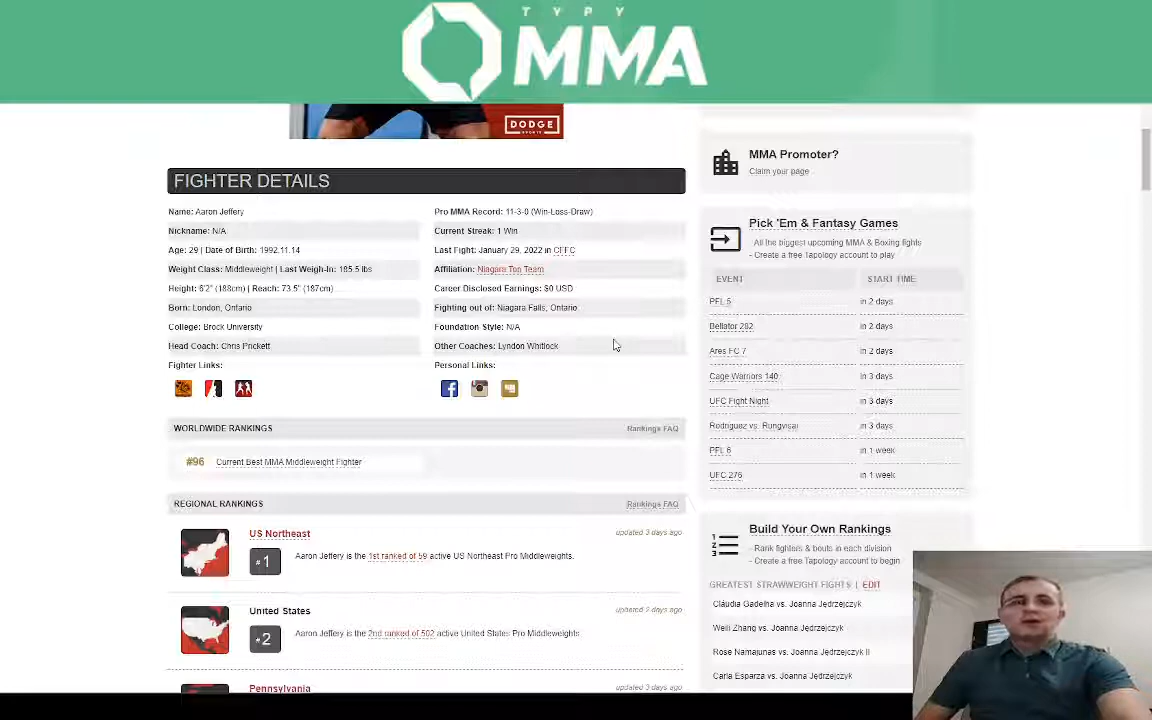 TYPY
MMA
DODGE
SPORTS
FIGHTER DETAILS
Name: Aaron Jeffery
Pro MMA Record: 11-3-0 (Win-Loss-Draw)
Nickname: N/A
Current Streak: 1 Win
Age: 29 | Date of Birth: 1992.11.14
Last Fight: January 29, 2022 in CFFC
Weight Class: Middleweight | Last Weigh-In: 185.5 lbs
Affiliation: Niagara Top Team
Height: 6'2" (188cm) | Reach: 73.5" (187cm)
Career Disclosed Earnings: $0 USD
Born: London, Ontario
Fighting out of: Niagara Falls, Ontario
College: Brock University
Foundation Style: N/A
Head Coach: Chris Prickett
Other Coaches: Lyndon Whitlock
Fighter Links:
Personal Links:
WORLDWIDE RANKINGS
Rankings FAQ
#96 Current Best MMA Middleweight Fighter
REGIONAL RANKINGS
Rankings FAQ
US Northeast
updated 3 days ago
#1
Aaron Jeffery is the 1st ranked of 59 active US Northeast Pro Middleweights.
United States
updated 3 days ago
#2
Aaron Jeffery is the 2nd ranked of 502 active United States Pro Middleweights
Pennsylvania
updated 3 days ago
MMA Promoter?
Claim your page
Pick 'Em & Fantasy Games
- All the biggest upcoming MMA & Boxing fights
- Create a free Tapology account to play
EVENT START TIME
PFL 5 in 2 days
Bellator 282 in 2 days
Ares FC 7 in 2 days
Cage Warriors 140 in 3 days
UFC Fight Night in 3 days
Rodriguez vs. Rungvisai in 3 days
PFL 6 in 1 week
UFC 276 in 1 week
Build Your Own Rankings
- Rank fighters & bouts in each division
- Create a free Tapology account to begin
GREATEST STRAWWEIGHT FIGHTS | EDIT
Cláudia Gadelha vs. Joanna Jędrzejczyk
Weili Zhang vs. Joanna Jędrzejczyk
Rose Namajunas vs. Joanna Jędrzejczyk II
Carla Esparza vs. Joanna Jędrzejczyk